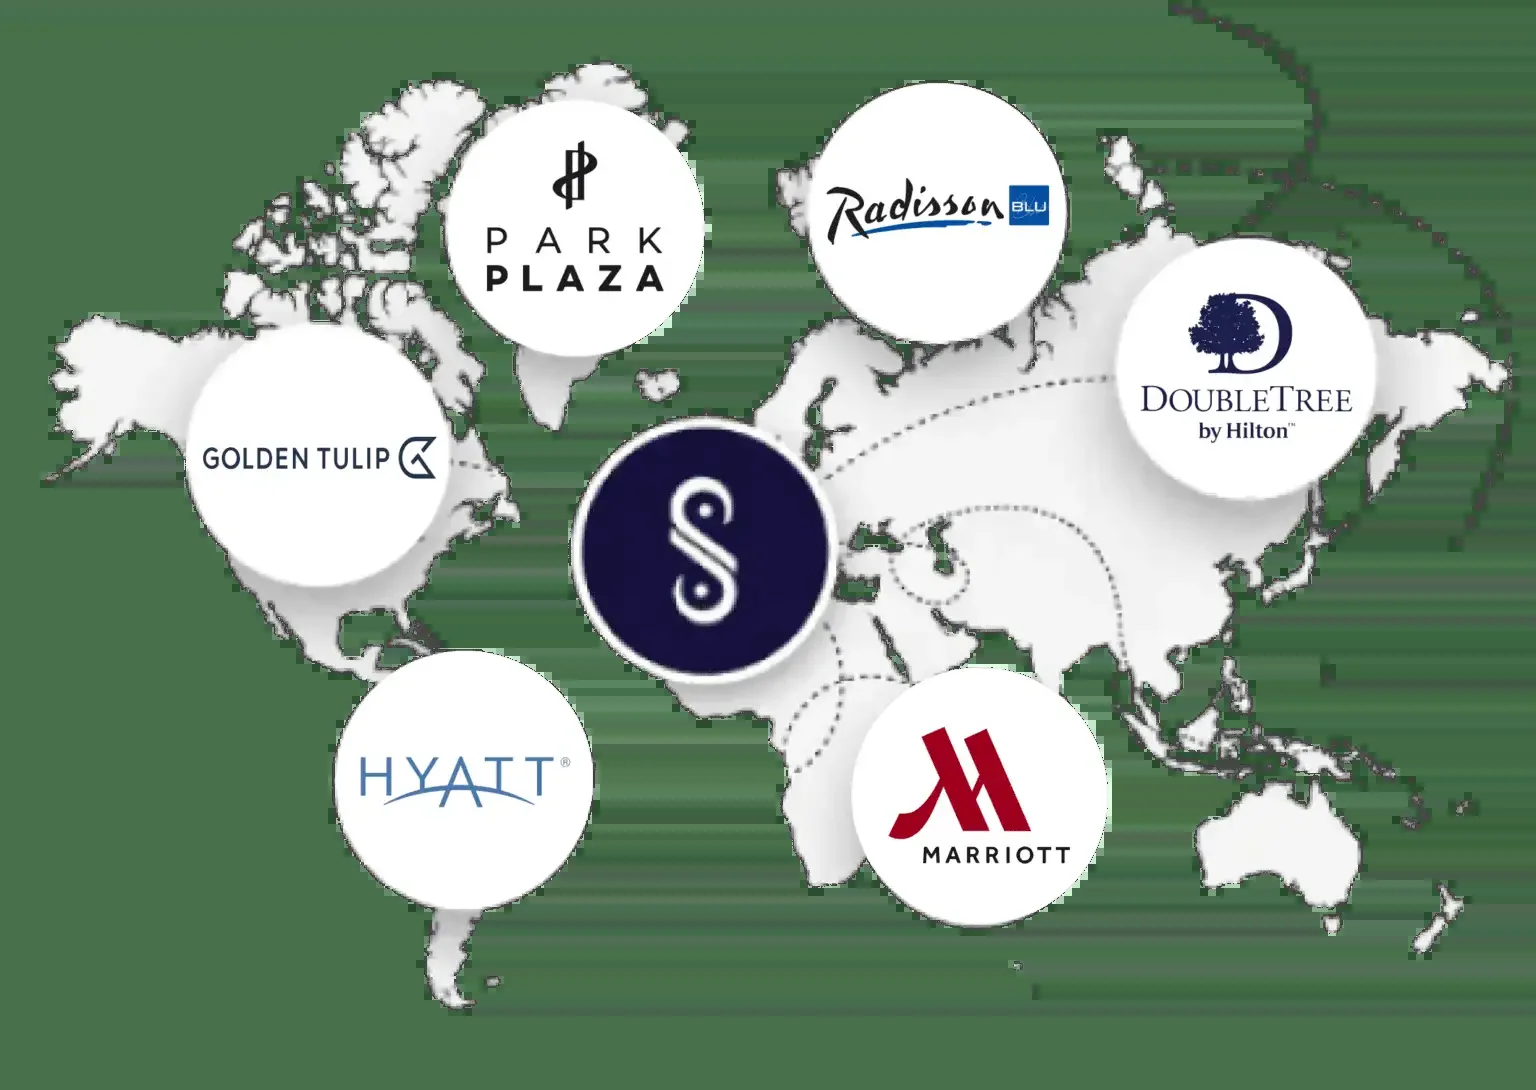 PARK
PLAZA
Radisson BLU
DOUBLETREE
by Hilton™
GOLDEN TULIP
HYATT®
MARRIOTT